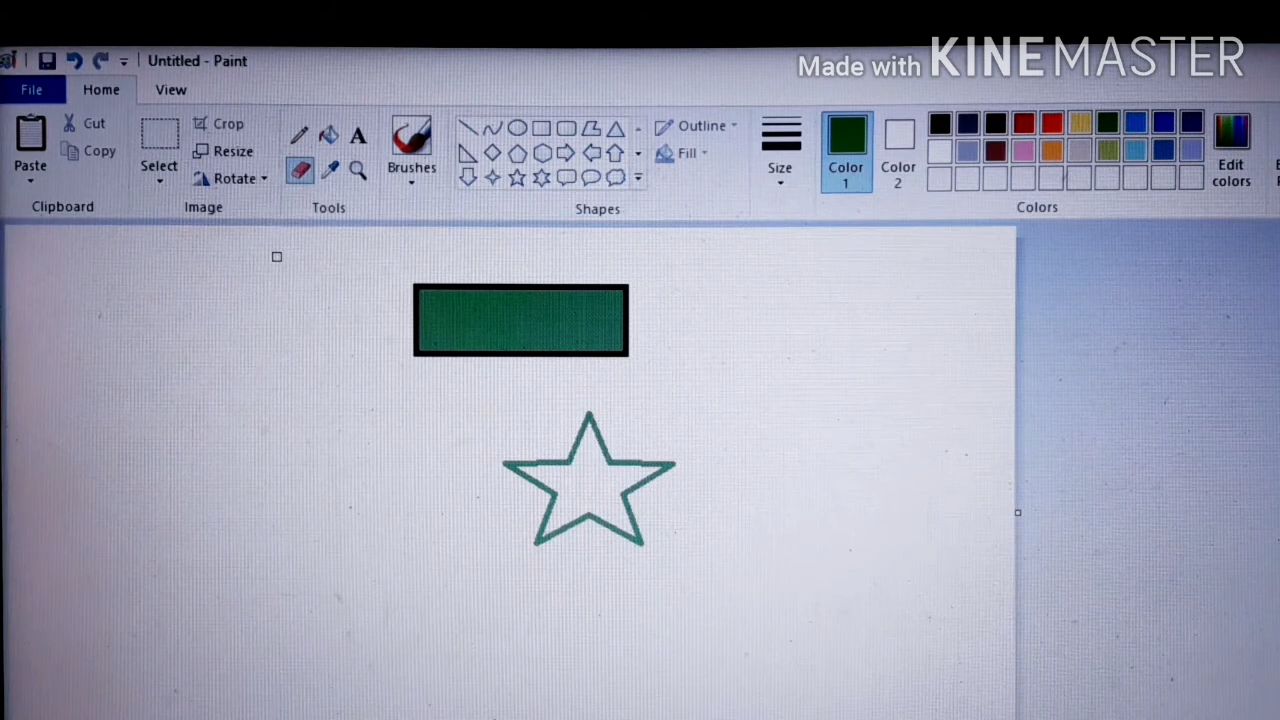 Untitled - Paint
Made with KINEMASTER
File Home View
Cut
Copy
Paste
Clipboard
Select
Crop
Resize
Rotate
Image
A
Tools
Brushes
Outline
Fill
Shapes
Size
Color
1
Color
2
Edit
colors
Colors